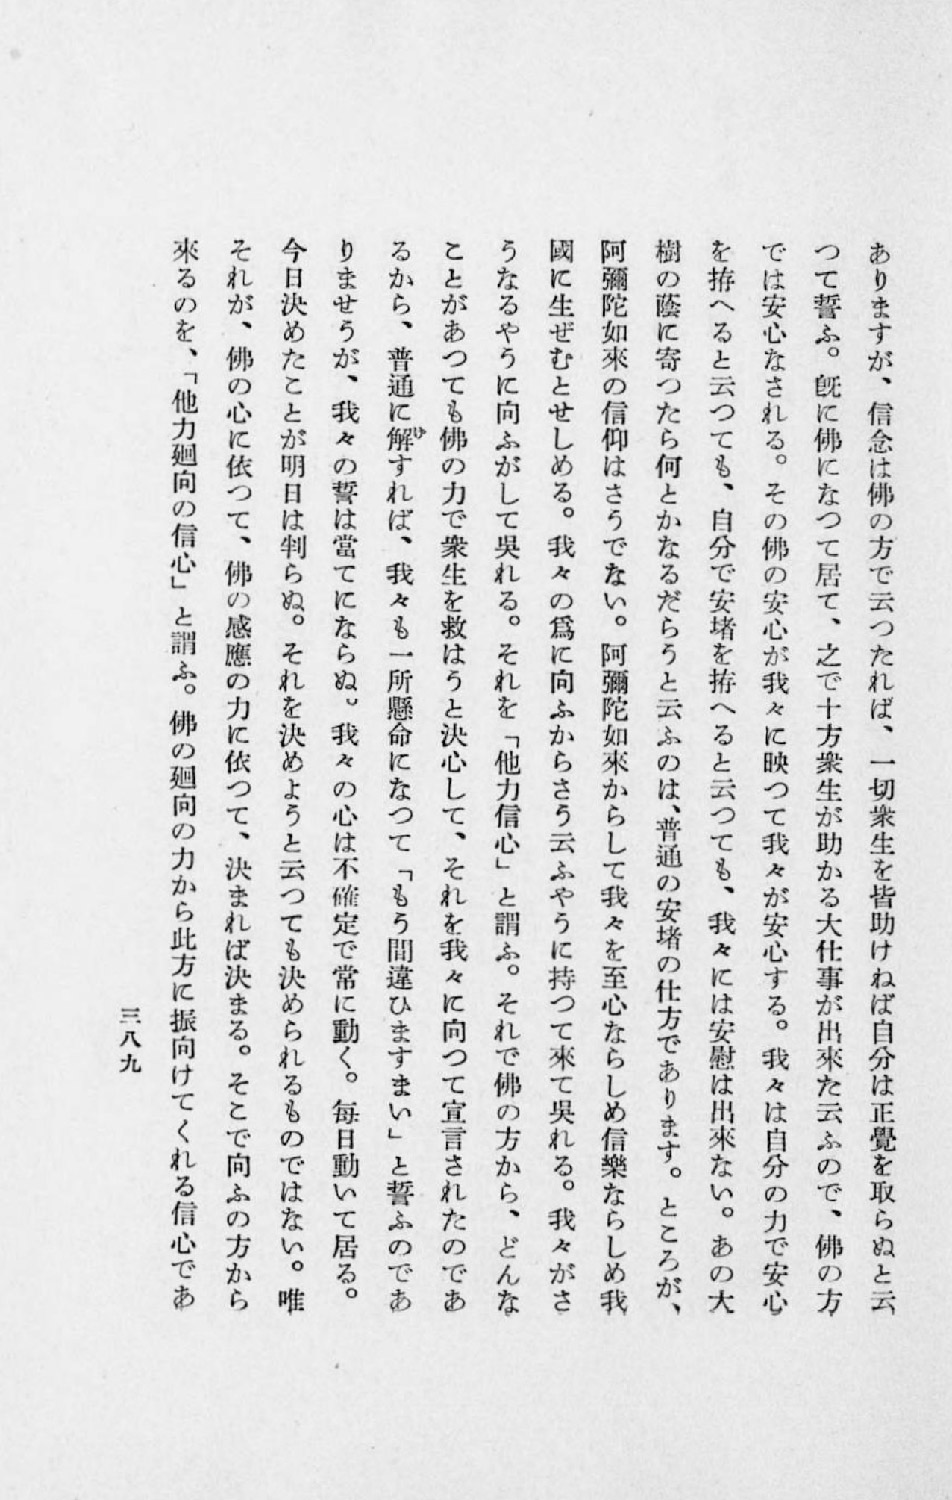 ありますが、信念は佛の方で云つたれば、一切衆生を皆助けねば自分は正覺を取らぬと云
つて誓ふ。旣に佛になつて居て、之で十方衆生が助かる大仕事が出來た云ふので、佛の方
では安心なされる。その佛の安心が我々に映つて我々が安心する。我々は自分の力で安心
を拵へると云つても、自分で安堵を拵へると云つても、我々には安慰は出來ない。あの大
樹の蔭に寄つたら何とかなるだらうと云ふのは、普通の安堵の仕方であります。ところが、
阿彌陀如來の信仰はさうでない。阿彌陀如來からして我々を至心ならしめ信樂ならしめ我
國に生ぜむとせしめる。我々の爲に向ふからさう云ふやうに持つて來て吳れる。我々がさ
うなるやうに向ふがして吳れる。それを「他力信心」と謂ふ。それで佛の方から、どんな
ことがあつても佛の力で衆生を救はうと決心して、それを我々に向つて宣言されたのであ
るから、普通に解すれば、我々も一所懸命になつて「もう間違ひますまい」と誓ふのであ
りませうが、我々の誓は當てにならぬ。我々の心は不確定で常に動く。每日動いて居る。
今日決めたことが明日は判らぬ。それを決めようと云つても決められるものではない。唯
それが、佛の心に依つて、佛の感應の力に依つて、決まれば決まる。そこで向ふの方から
來るのを、「他力廻向の信心」と謂ふ。佛の廻向の力から此方に振向けてくれる信心であ
三八九